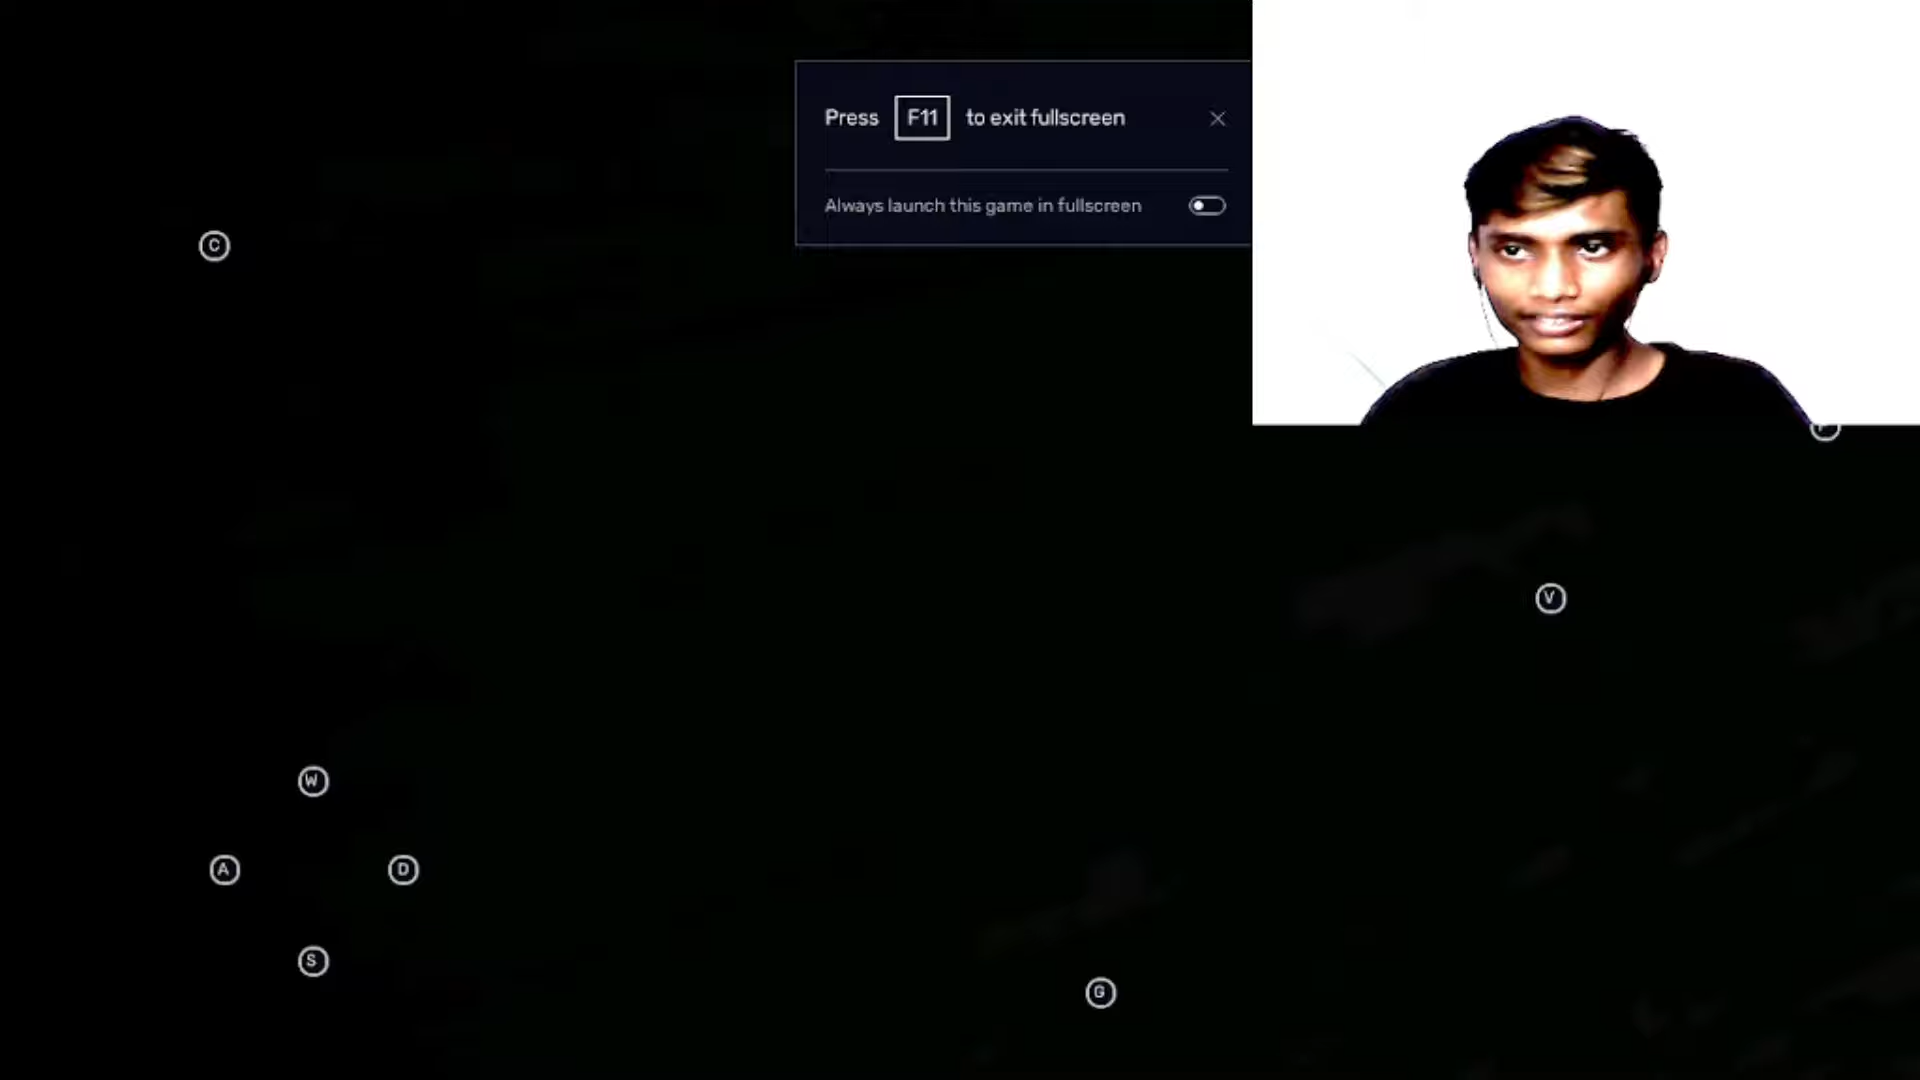 Press F11 to exit fullscreen
Always launch this game in fullscreen
C
V
W
A D
S
G